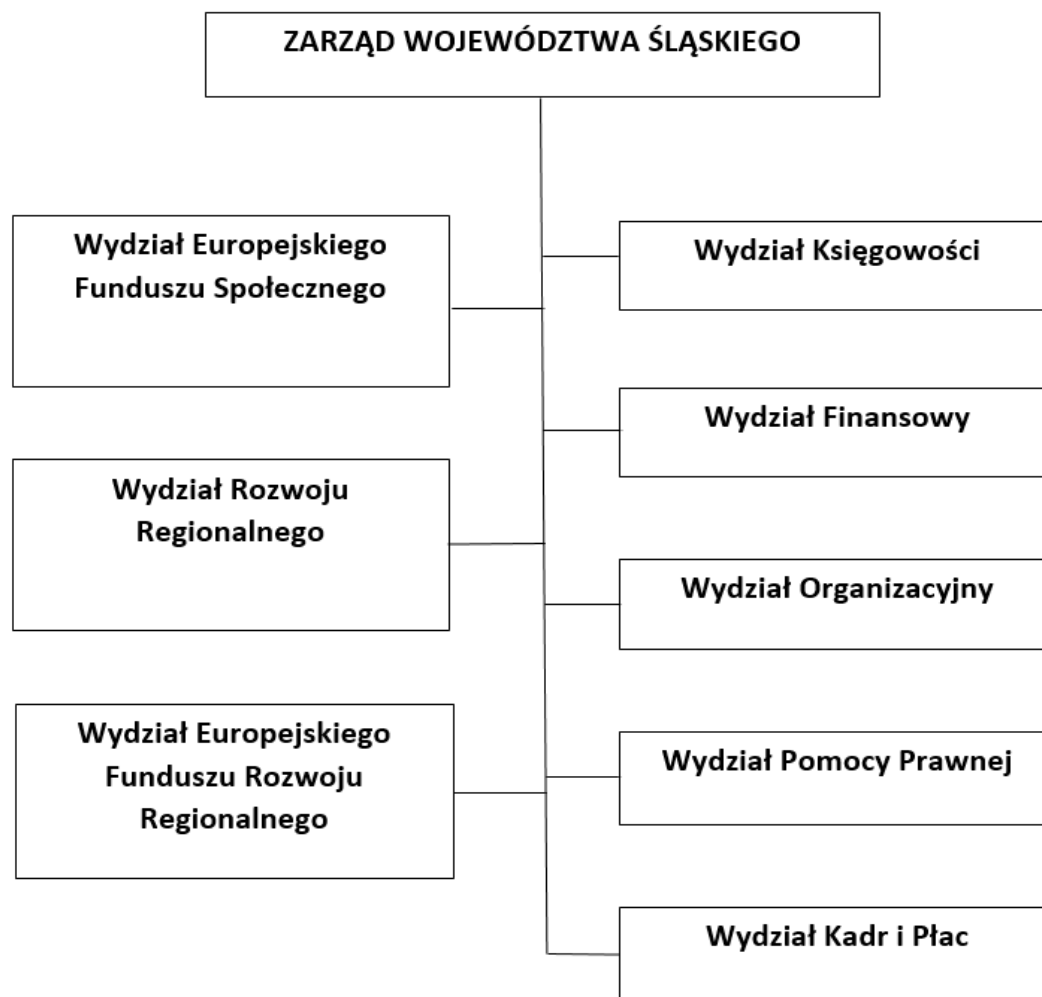 ZARZĄD WOJEWÓDZTWA ŚLĄSKIEGO
Wydział Europejskiego
Funduszu Społecznego
Wydział Rozwoju
Regionalnego
Wydział Europejskiego
Funduszu Rozwoju
Regionalnego
Wydział Księgowości
Wydział Finansowy
Wydział Organizacyjny
Wydział Pomocy Prawnej
Wydział Kadr i Płac